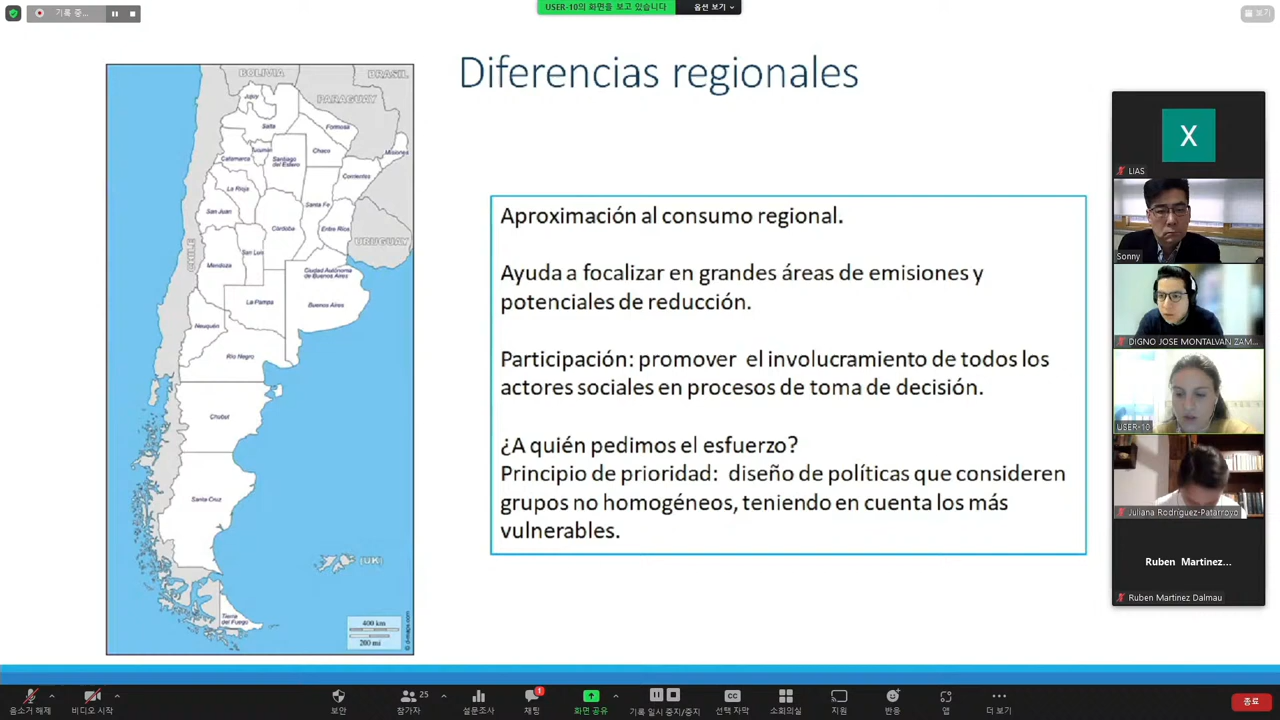 기록 중...
USER-10의 화면을 보고 있습니다
옵션 보기
보기
Diferencias regionales
BOLIVIA
BRASIL
PARAGUAY
Jujuy
Salta
Formosa
Tucumán
Chaco
Misiones
Catamarca
Santiago
del Estero
Corrientes
La Rioja
Santa Fe
San Juan
Córdoba
Entre Ríos
URUGUAY
CHILE
San Luis
Mendoza
Ciudad Autónoma
de Buenos Aires
La Pampa
Buenos Aires
Neuquén
Río Negro
Chubut
Santa Cruz
(UK)
Tierra
del Fuego
400 km
200 mi
© d-maps.com
Aproximación al consumo regional.
Ayuda a focalizar en grandes áreas de emisiones y
potenciales de reducción.
Participación: promover el involucramiento de todos los
actores sociales en procesos de toma de decisión.
¿A quién pedimos el esfuerzo?
Principio de prioridad: diseño de políticas que consideren
grupos no homogéneos, teniendo en cuenta los más
vulnerables.
X
LIAS
Sonny
DIGNO JOSE MONTALVAN ZAM...
USER-10
Juliana Rodríguez-Patarroyo
Ruben Martinez...
Ruben Martinez Dalmau
음소거 해제
비디오 시작
보안
25
참가자
설문조사
1
채팅
화면 공유
기록 일시 중지/중지
CC
선택 자막
소회의실
지원
반응
앱
더 보기
종료